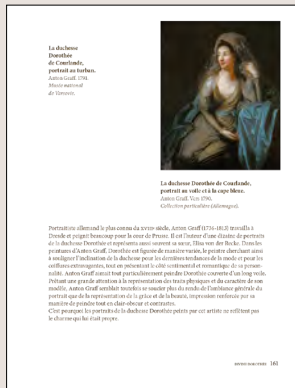 La duchesse
Dorothée
de Courlande,
portrait au turban.
Anton Graff. 1791.
Musée national
de Varsovie.
La duchesse Dorothée de Courlande,
portrait au voile et à la cape bleue.
Anton Graff. Vers 1790.
Collection particulière (Allemagne).
Portraitiste allemand le plus connu du XVIIIe siècle, Anton Graff (1736-1813) travailla à
Dresde et peignit beaucoup pour la cour de Prusse. Il est l'auteur d'une dizaine de portraits
de la duchesse Dorothée et représenta aussi souvent sa sœur, Elisa von der Recke. Dans les
peintures d'Anton Graff, Dorothée est figurée de manière variée, le peintre cherchant ainsi
à souligner l'inclination de la duchesse pour les dernières tendances de la mode et pour les
coiffures extravagantes, tout en présentant le côté sentimental et romantique de sa person-
nalité. Anton Graff aimait tout particulièrement peindre Dorothée couverte d'un long voile.
Prêtant une grande attention à la représentation des traits physiques et du caractère de son
modèle, Anton Graff semblait toutefois se soucier plus du rendu de l'ambiance générale du
portrait que de la représentation de la grâce et de la beauté, impression renforcée par sa
manière de peindre tout en clair-obscur et contrastes.
C'est pourquoi les portraits de la duchesse Dorothée peints par cet artiste ne reflètent pas
le charme qui lui était propre.
161